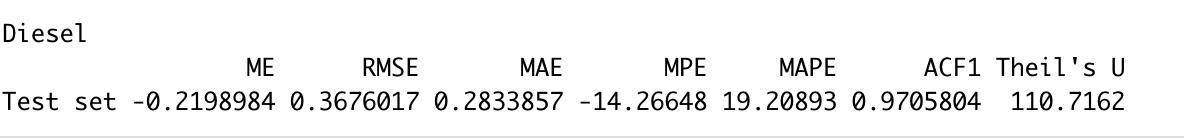 Diesel
ME RMSE MAE MPE MAPE ACF1 Theil's U
Test set -0.2198984 0.3676017 0.2833857 -14.26648 19.20893 0.9705804 110.7162